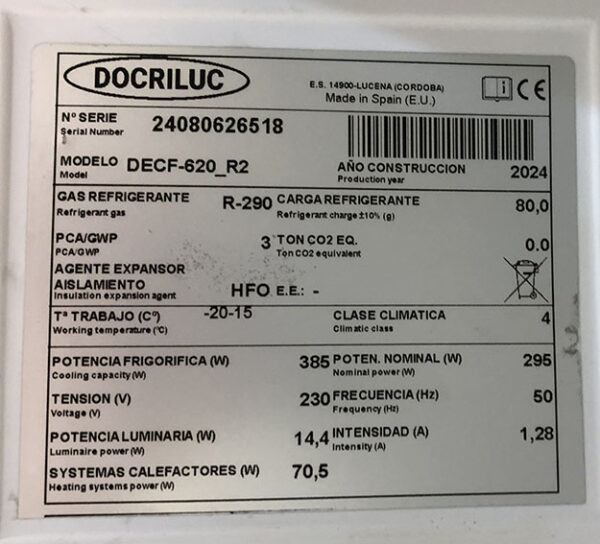 DOCRILUC
E.S. 14900-LUCENA (CORDOBA)
Made in Spain (E.U.)
CE
Nº SERIE 24080626518
Serial Number
MODELO DECF-620_R2
Model
AÑO CONSTRUCCION 2024
Production year
GAS REFRIGERANTE R-290 CARGA REFRIGERANTE 80,0
Refrigerant gas Refrigerant charge ±10% (g)
PCA/GWP 3 TON CO2 EQ. 0.0
PCA/GWP Ton CO2 equivalent
AGENTE EXPANSOR
AISLAMIENTO HFO E.E.: -
Insulation expansion agent
Tª TRABAJO (Cº) -20-15 CLASE CLIMATICA 4
Working temperature (ºC) Climatic class
POTENCIA FRIGORIFICA (W) 385 POTEN. NOMINAL (W) 295
Cooling capacity (W) Nominal power (W)
TENSION (V) 230 FRECUENCIA (Hz) 50
Voltage (V) Frequency (Hz)
POTENCIA LUMINARIA (W) 14,4 INTENSIDAD (A) 1,28
Luminaire power (W) Intensity (A)
SYSTEMAS CALEFACTORES (W) 70,5
Heating systems power (W)